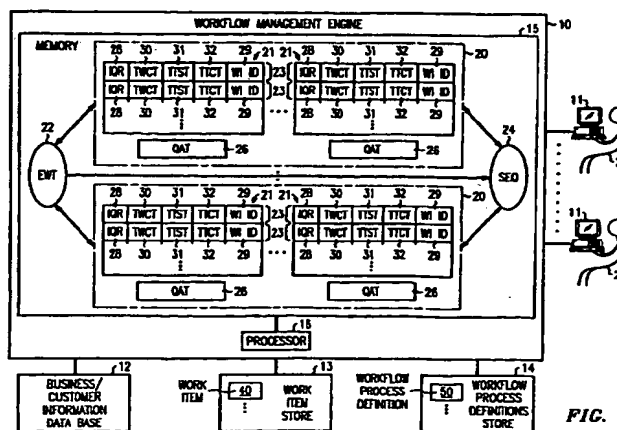 WORKFLOW MANAGEMENT ENGINE
10
15
MEMORY
20
28 30 31 32 29 21 21 28 30 31 32 29
IQR TWCT TTST TTCT WI ID 23 IQR TWCT TTST TTCT WI ID
IQR TWCT TTST TTCT WI ID 23 IQR TWCT TTST TTCT WI ID
28 30 31 32 ... 28 30 31 32 29
QAT 26 QAT 26
22
EWT
24
SEQ
11
20
28 30 31 32 29 21 21 28 30 31 32 29
IQR TWCT TTST TTCT WI ID 23 IQR TWCT TTST TTCT WI ID
IQR TWCT TTST TTCT WI ID 23 IQR TWCT TTST TTCT WI ID
28 30 31 32 ... 28 30 31 32
QAT 26 QAT 26
11
PROCESSOR 16
12
BUSINESS/
CUSTOMER
INFORMATION
DATA BASE
13
WORK
ITEM
40
WORK
ITEM
STORE
14
WORKFLOW
PROCESS
DEFINITION
50
WORKFLOW
PROCESS
DEFINITIONS
STORE
FIG.